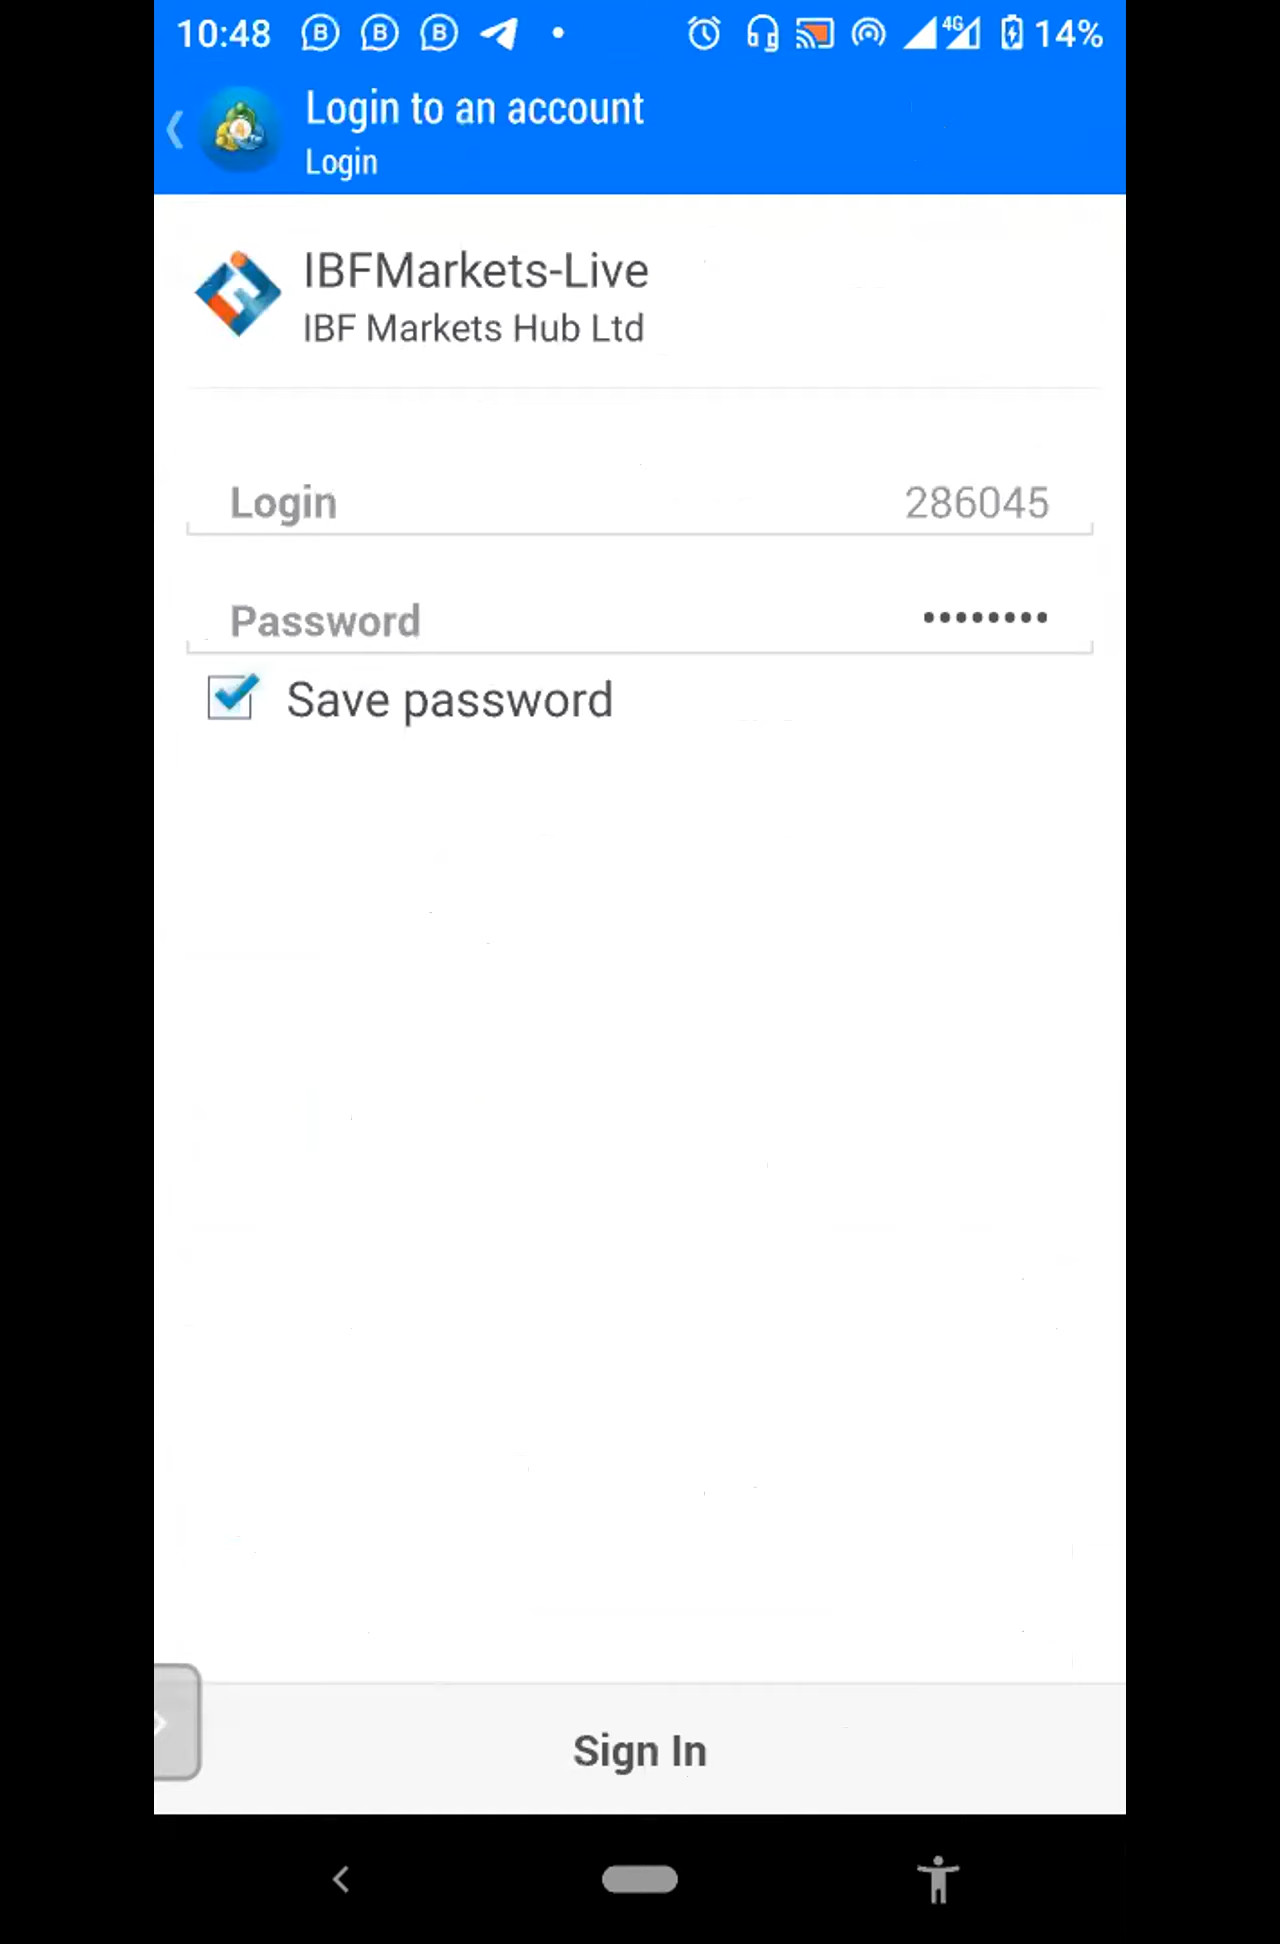 10:48 B B B 4G 14%
Login to an account
Login
IBFMarkets-Live
IBF Markets Hub Ltd
Login 286045
Password ••••••••
Save password
Sign In